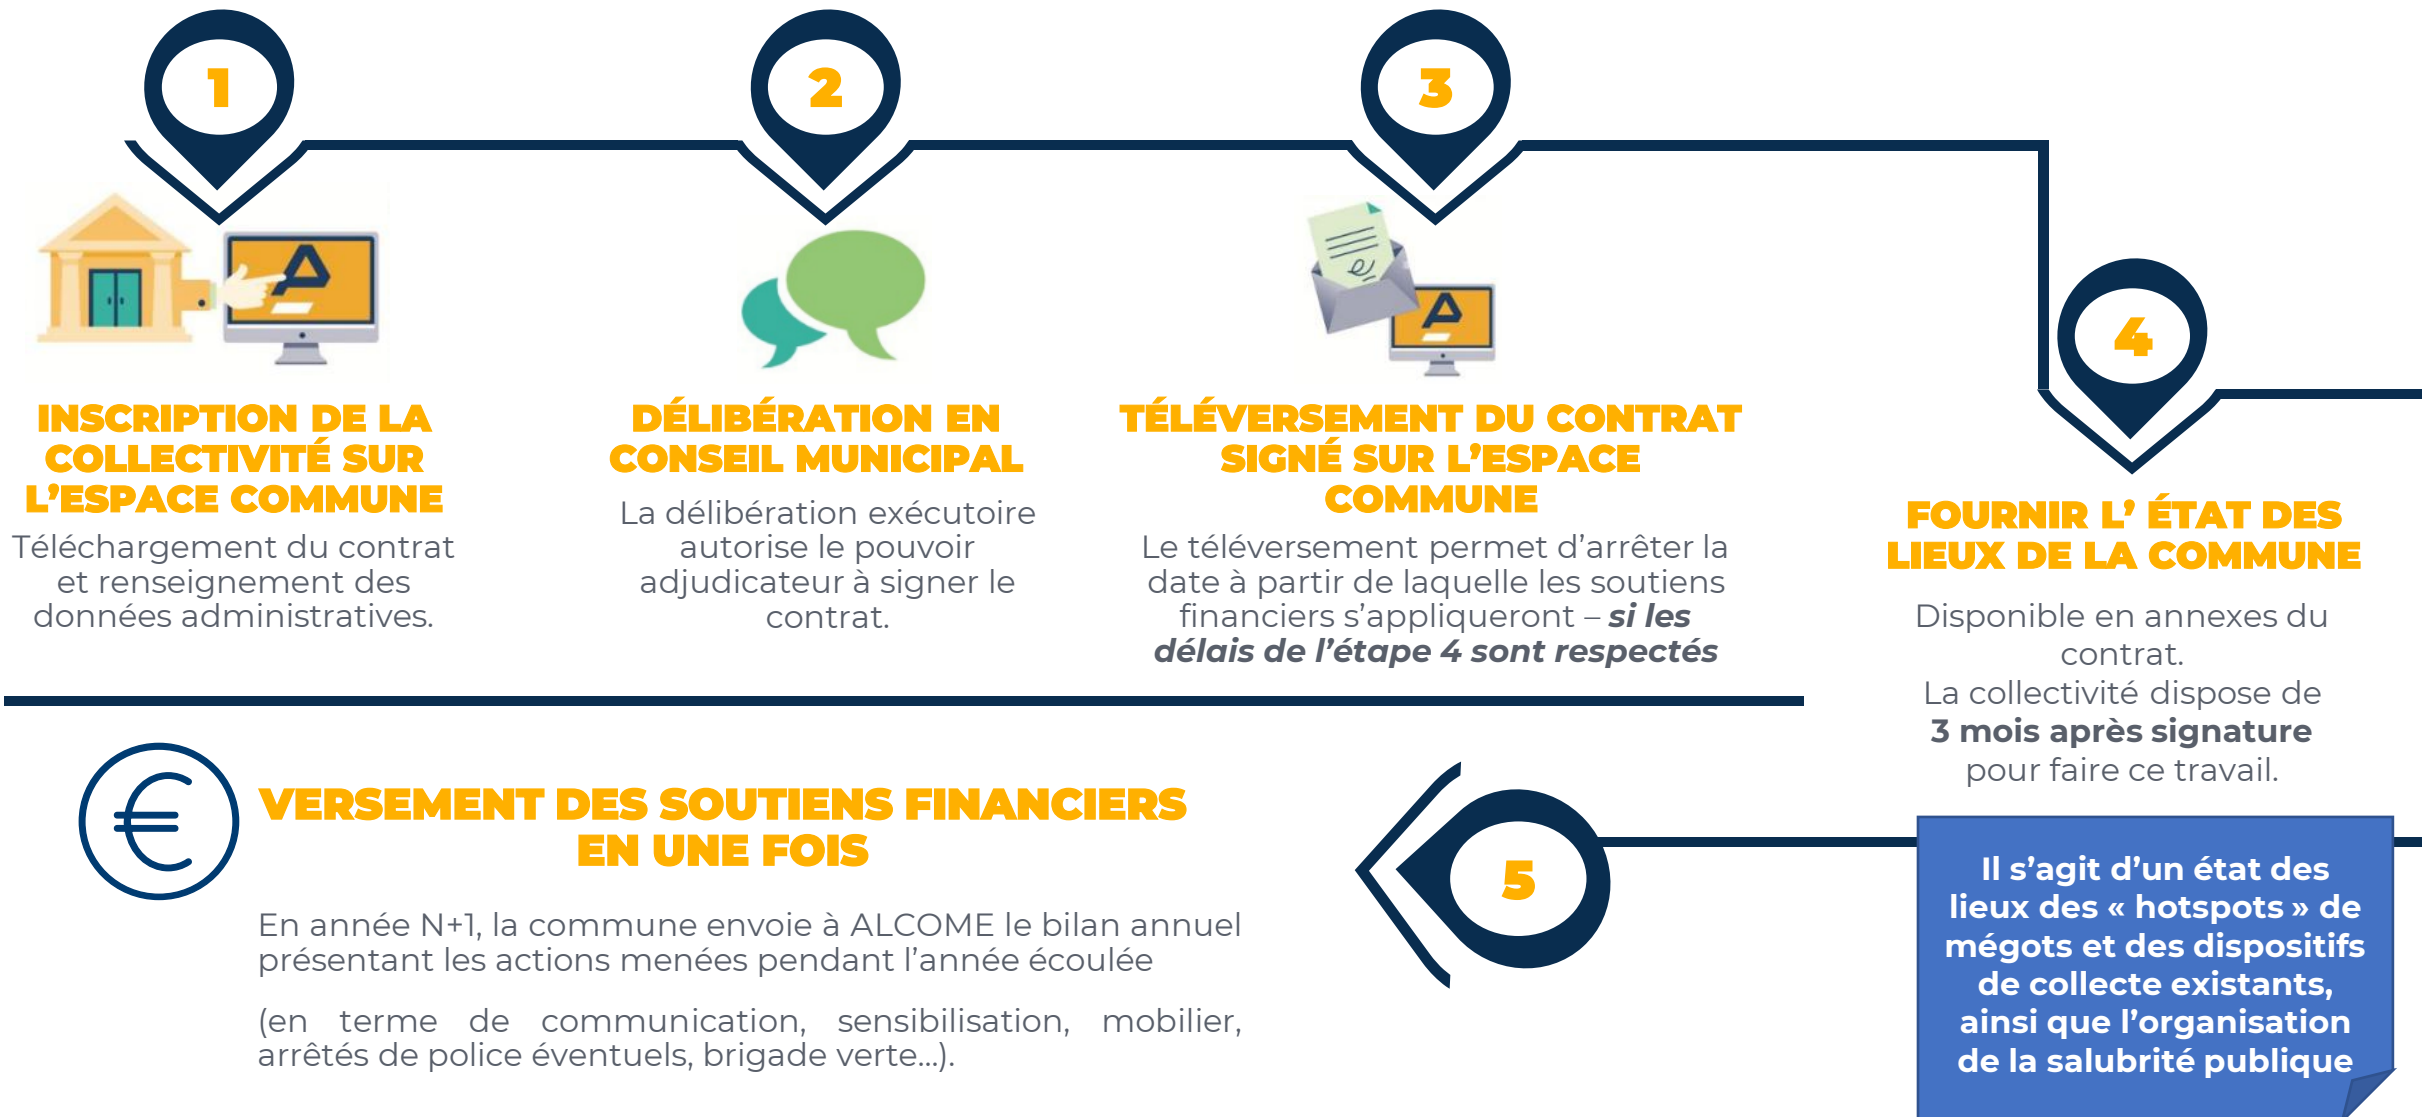 1
INSCRIPTION DE LA
COLLECTIVITÉ SUR
L’ESPACE COMMUNE
Téléchargement du contrat
et renseignement des
données administratives.
2
DÉLIBÉRATION EN
CONSEIL MUNICIPAL
La délibération exécutoire
autorise le pouvoir
adjudicateur à signer le
contrat.
3
TÉLÉVERSEMENT DU CONTRAT
SIGNÉ SUR L’ESPACE
COMMUNE
Le téléversement permet d’arrêter la
date à partir de laquelle les soutiens
financiers s’appliqueront – si les
délais de l’étape 4 sont respectés
4
FOURNIR L’ ÉTAT DES
LIEUX DE LA COMMUNE
Disponible en annexes du
contrat.
La collectivité dispose de
3 mois après signature
pour faire ce travail.
Il s’agit d’un état des
lieux des « hotspots » de
mégots et des dispositifs
de collecte existants,
ainsi que l’organisation
de la salubrité publique
5
€
VERSEMENT DES SOUTIENS FINANCIERS
EN UNE FOIS
En année N+1, la commune envoie à ALCOME le bilan annuel
présentant les actions menées pendant l’année écoulée
(en terme de communication, sensibilisation, mobilier,
arrêtés de police éventuels, brigade verte…).